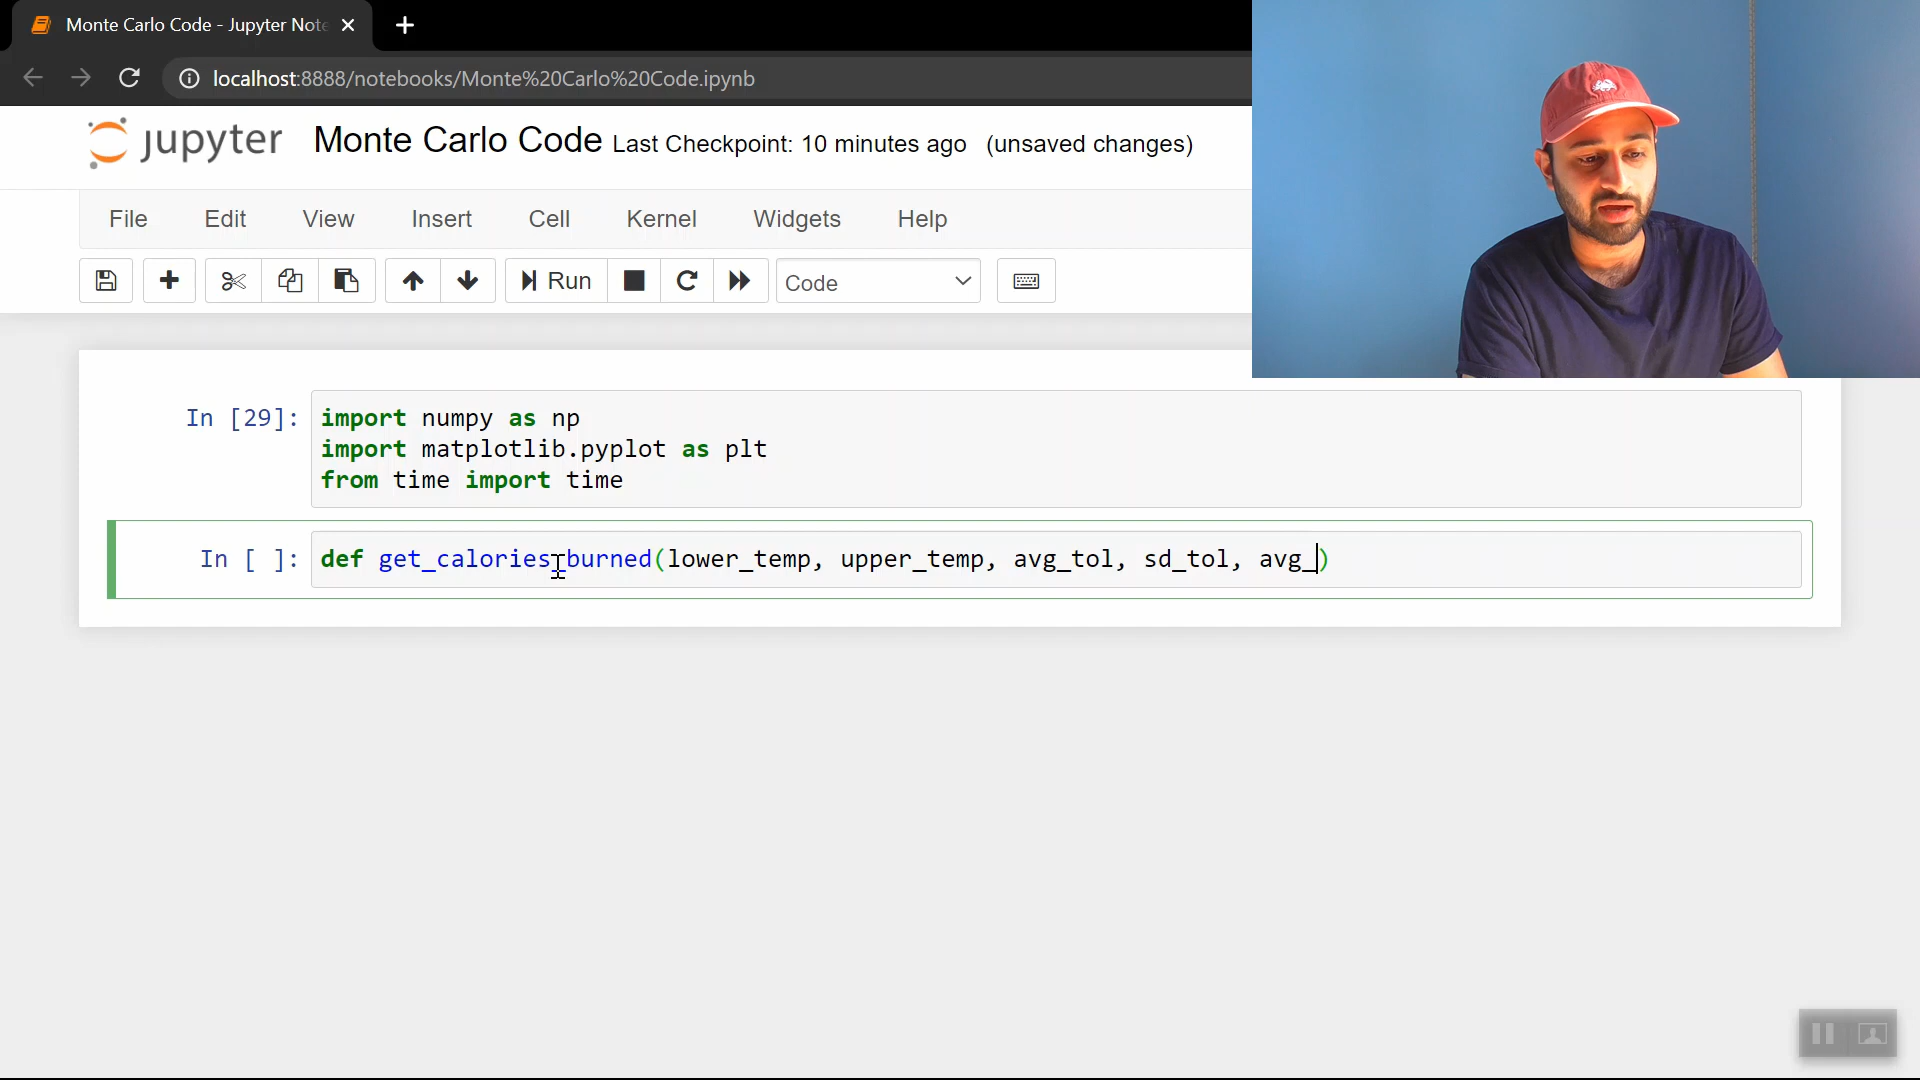 Monte Carlo Code - Jupyter Note
localhost:8888/notebooks/Monte%20Carlo%20Code.ipynb
jupyter Monte Carlo Code Last Checkpoint: 10 minutes ago (unsaved changes)
File Edit View Insert Cell Kernel Widgets Help
Run Code
In [29]: import numpy as np
import matplotlib.pyplot as plt
from time import time
In [ ]: def get_calories_burned(lower_temp, upper_temp, avg_tol, sd_tol, avg_)